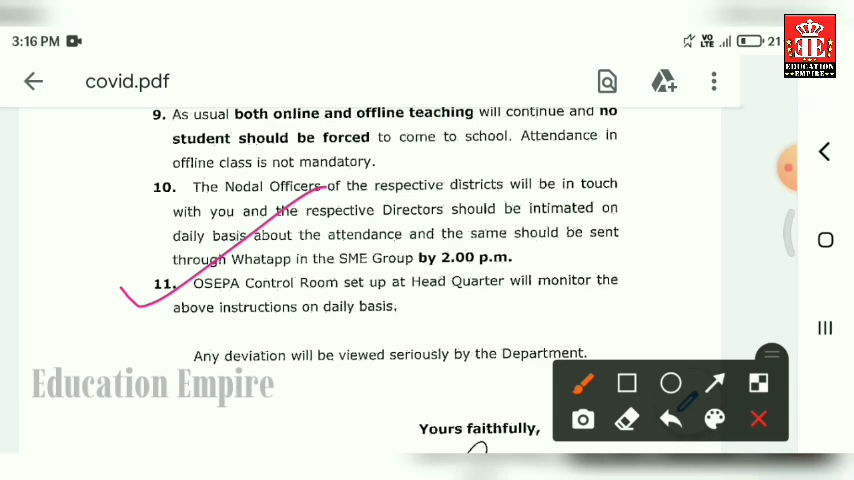 3:16 PM
VO
LTE
21
EDUCATION
EMPIRE
covid.pdf
9. As usual both online and offline teaching will continue and no
student should be forced to come to school. Attendance in
offline class is not mandatory.
10. The Nodal Officers of the respective districts will be in touch
with you and the respective Directors should be intimated on
daily basis about the attendance and the same should be sent
through Whatapp in the SME Group by 2.00 p.m.
11. OSEPA Control Room set up at Head Quarter will monitor the
above instructions on daily basis.
Any deviation will be viewed seriously by the Department.
Education Empire
Yours faithfully,